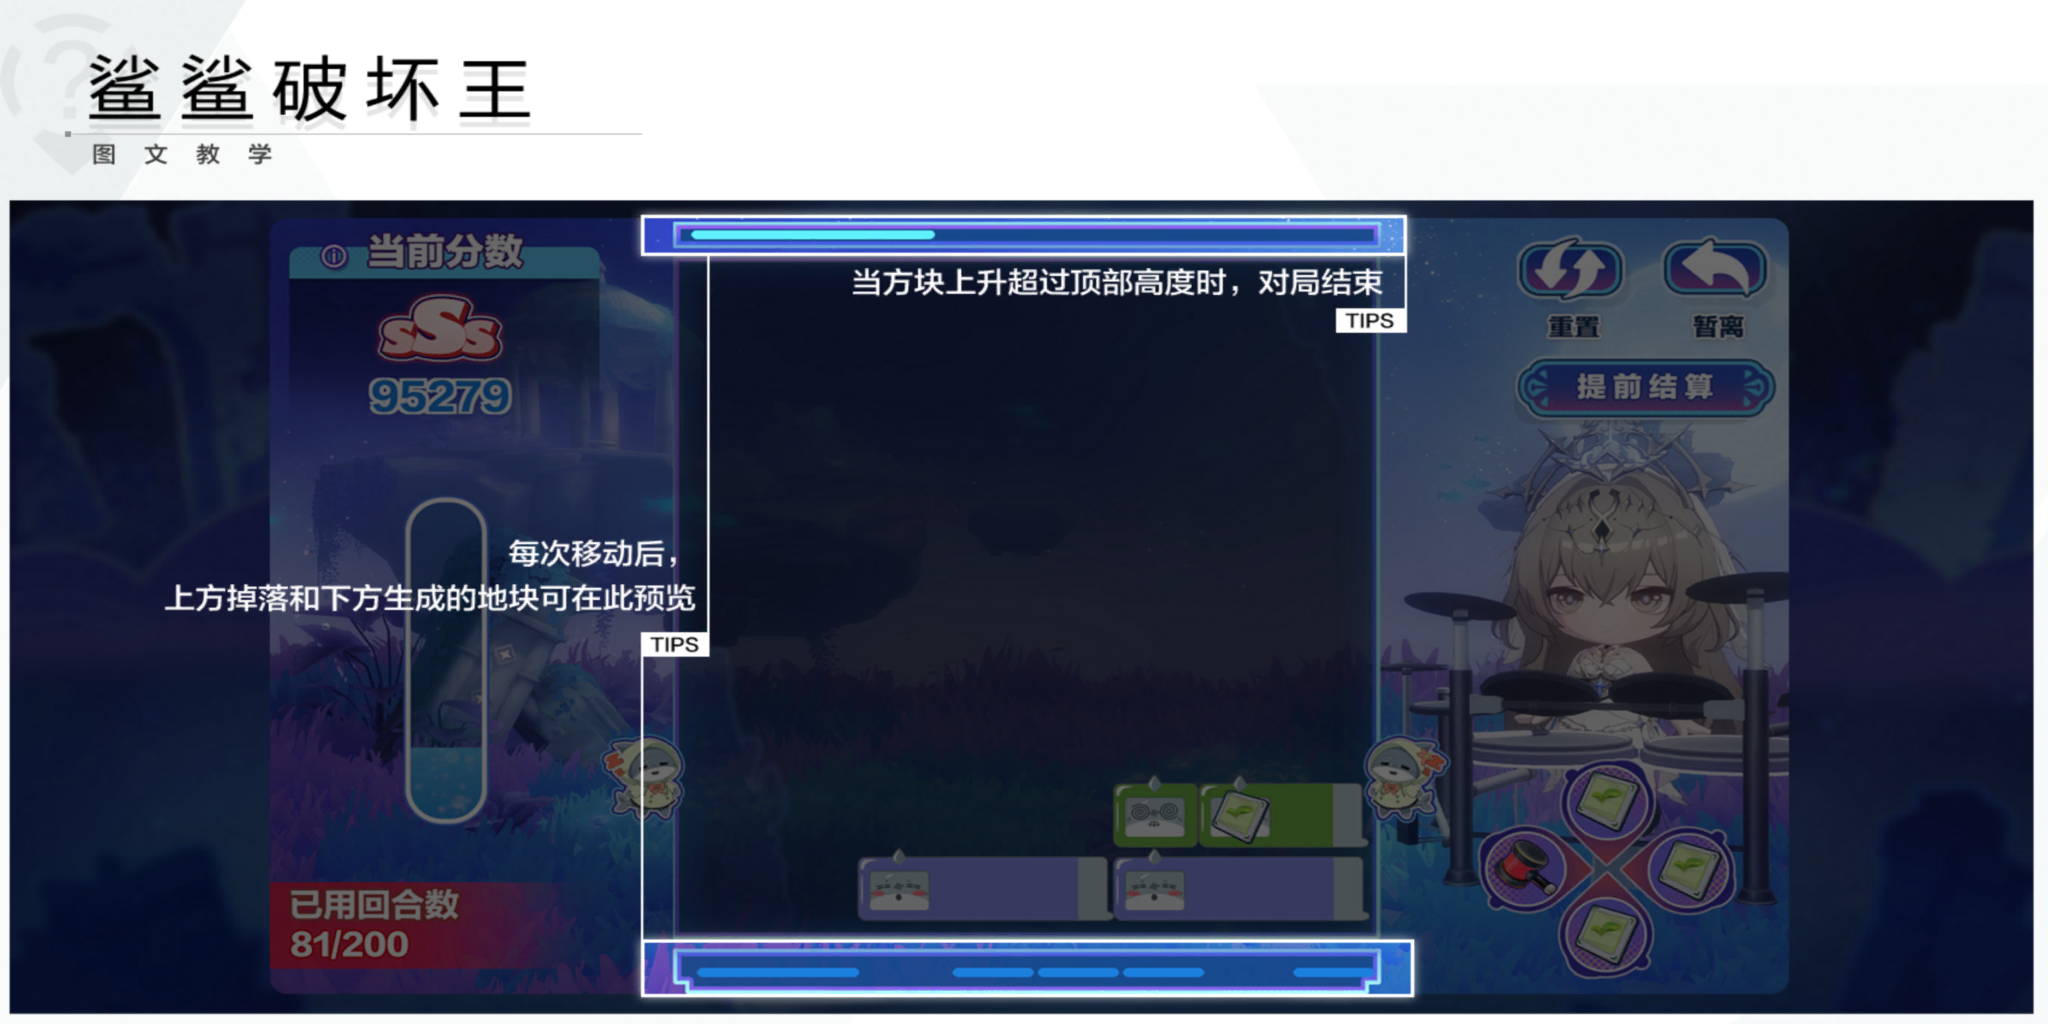 鲨鲨破坏王
图文教学
当前分数
SSS
95279
当方块上升超过顶部高度时，对局结束
TIPS
重置
暂离
提前结算
每次移动后，
上方掉落和下方生成的地块可在此预览
TIPS
已用回合数
81/200